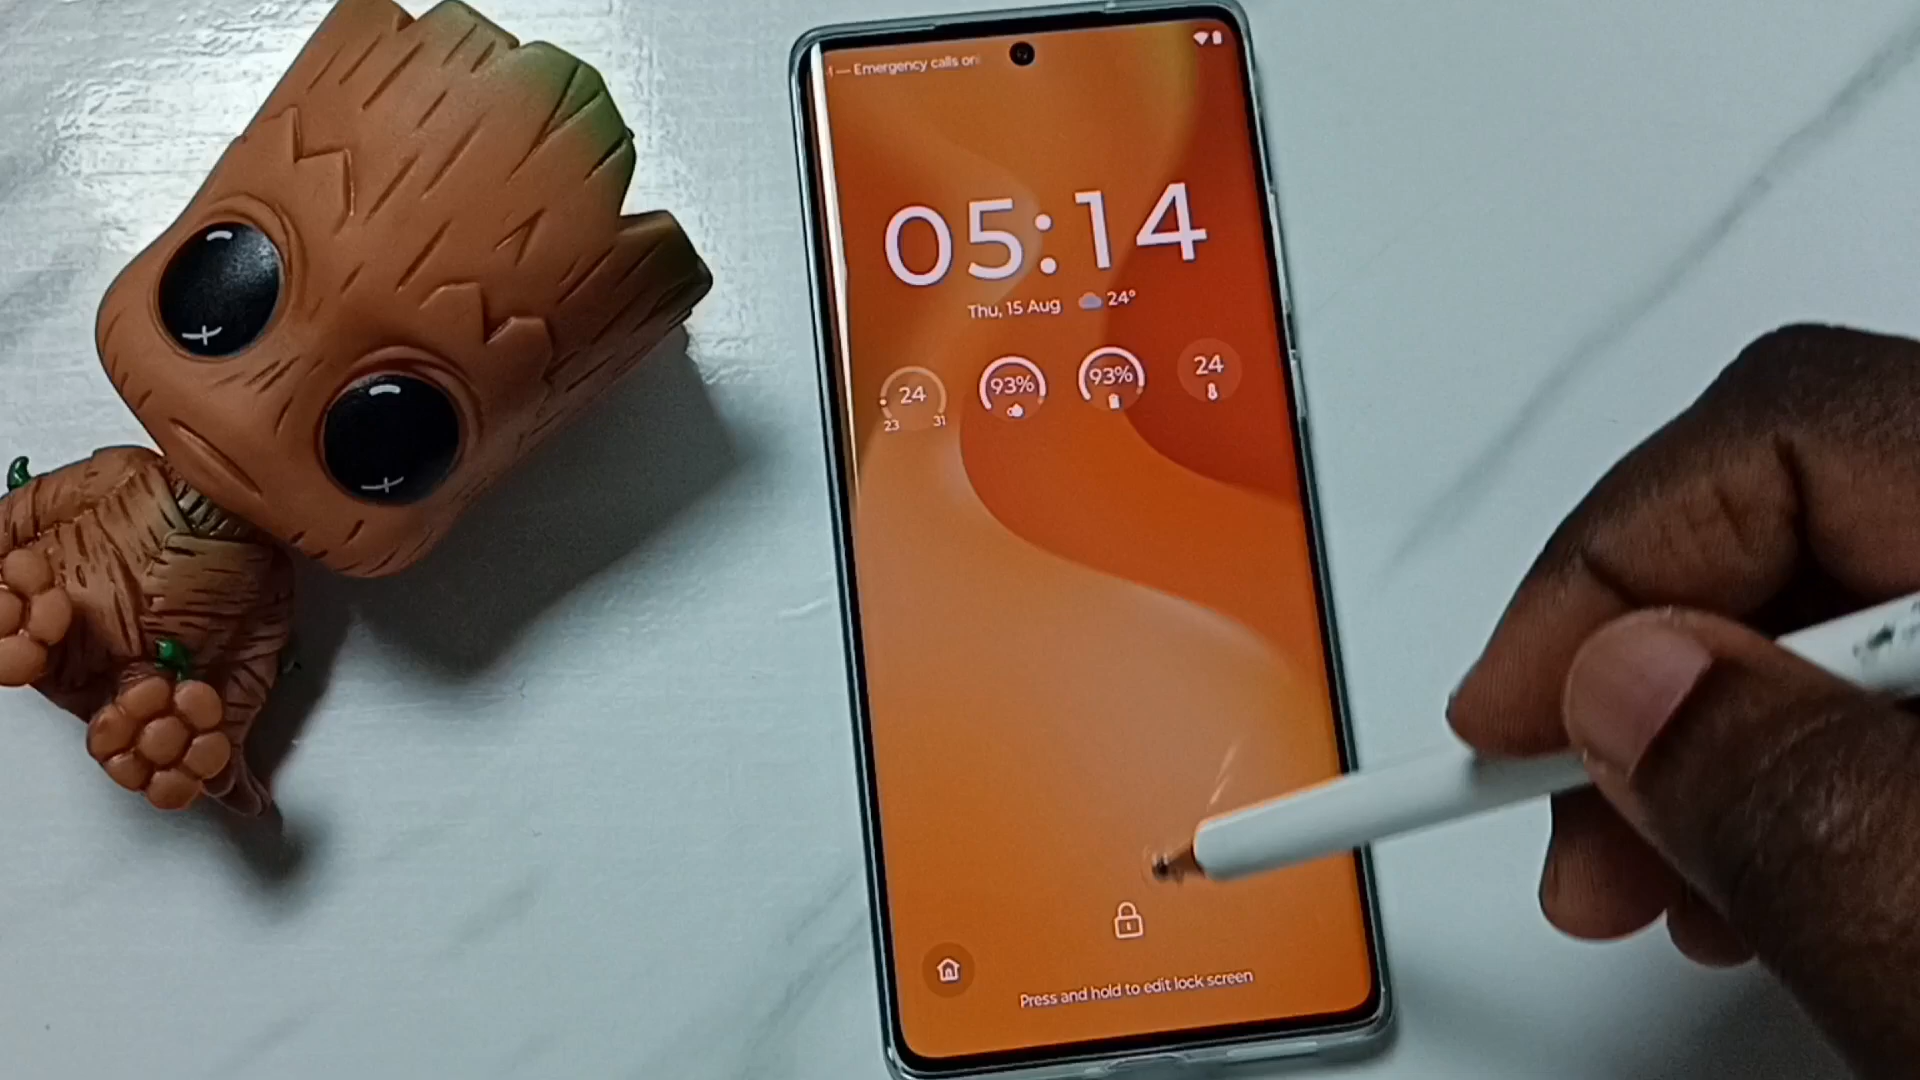 — Emergency calls on
05:14
Thu, 15 Aug 24°
24 23 31
93%
93%
24
Press and hold to edit lock screen